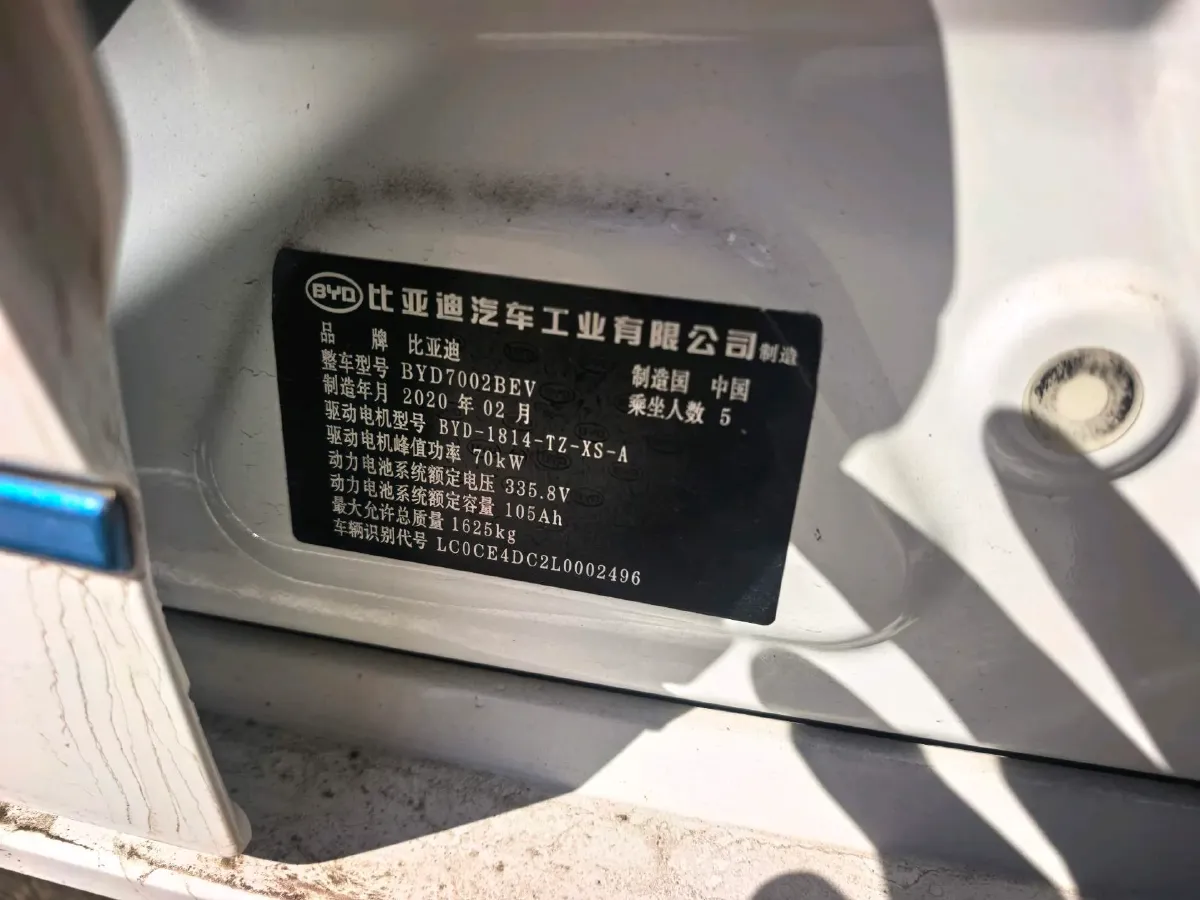 BYD 比亚迪汽车工业有限公司制造
品 牌 比亚迪
制造国 中国
整车型号 BYD7002BEV
乘坐人数 5
制造年月 2020 年 02 月
驱动电机型号 BYD-1814-TZ-XS-A
驱动电机峰值功率 70kW
动力电池系统额定电压 335.8V
动力电池系统额定容量 105Ah
最大允许总质量 1625kg
车辆识别代号 LC0CE4DC2L0002496